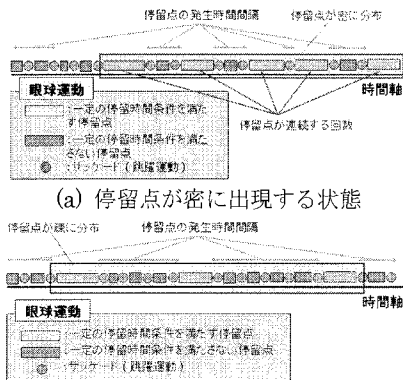 停留点の発生時間間隔
停留点が密に分布
時間軸
眼球運動
:一定の停留時間条件を満た
す停留点
:一定の停留時間条件を満た
さない停留点
:サッケード(跳躍運動)
停留点が連続する回数
(a) 停留点が密に出現する状態
停留点が疎に分布
停留点の発生時間間隔
時間軸
眼球運動
:一定の停留時間条件を満たす停留点
:一定の停留時間条件を満たさない停留点
:サッケード(跳躍運動)